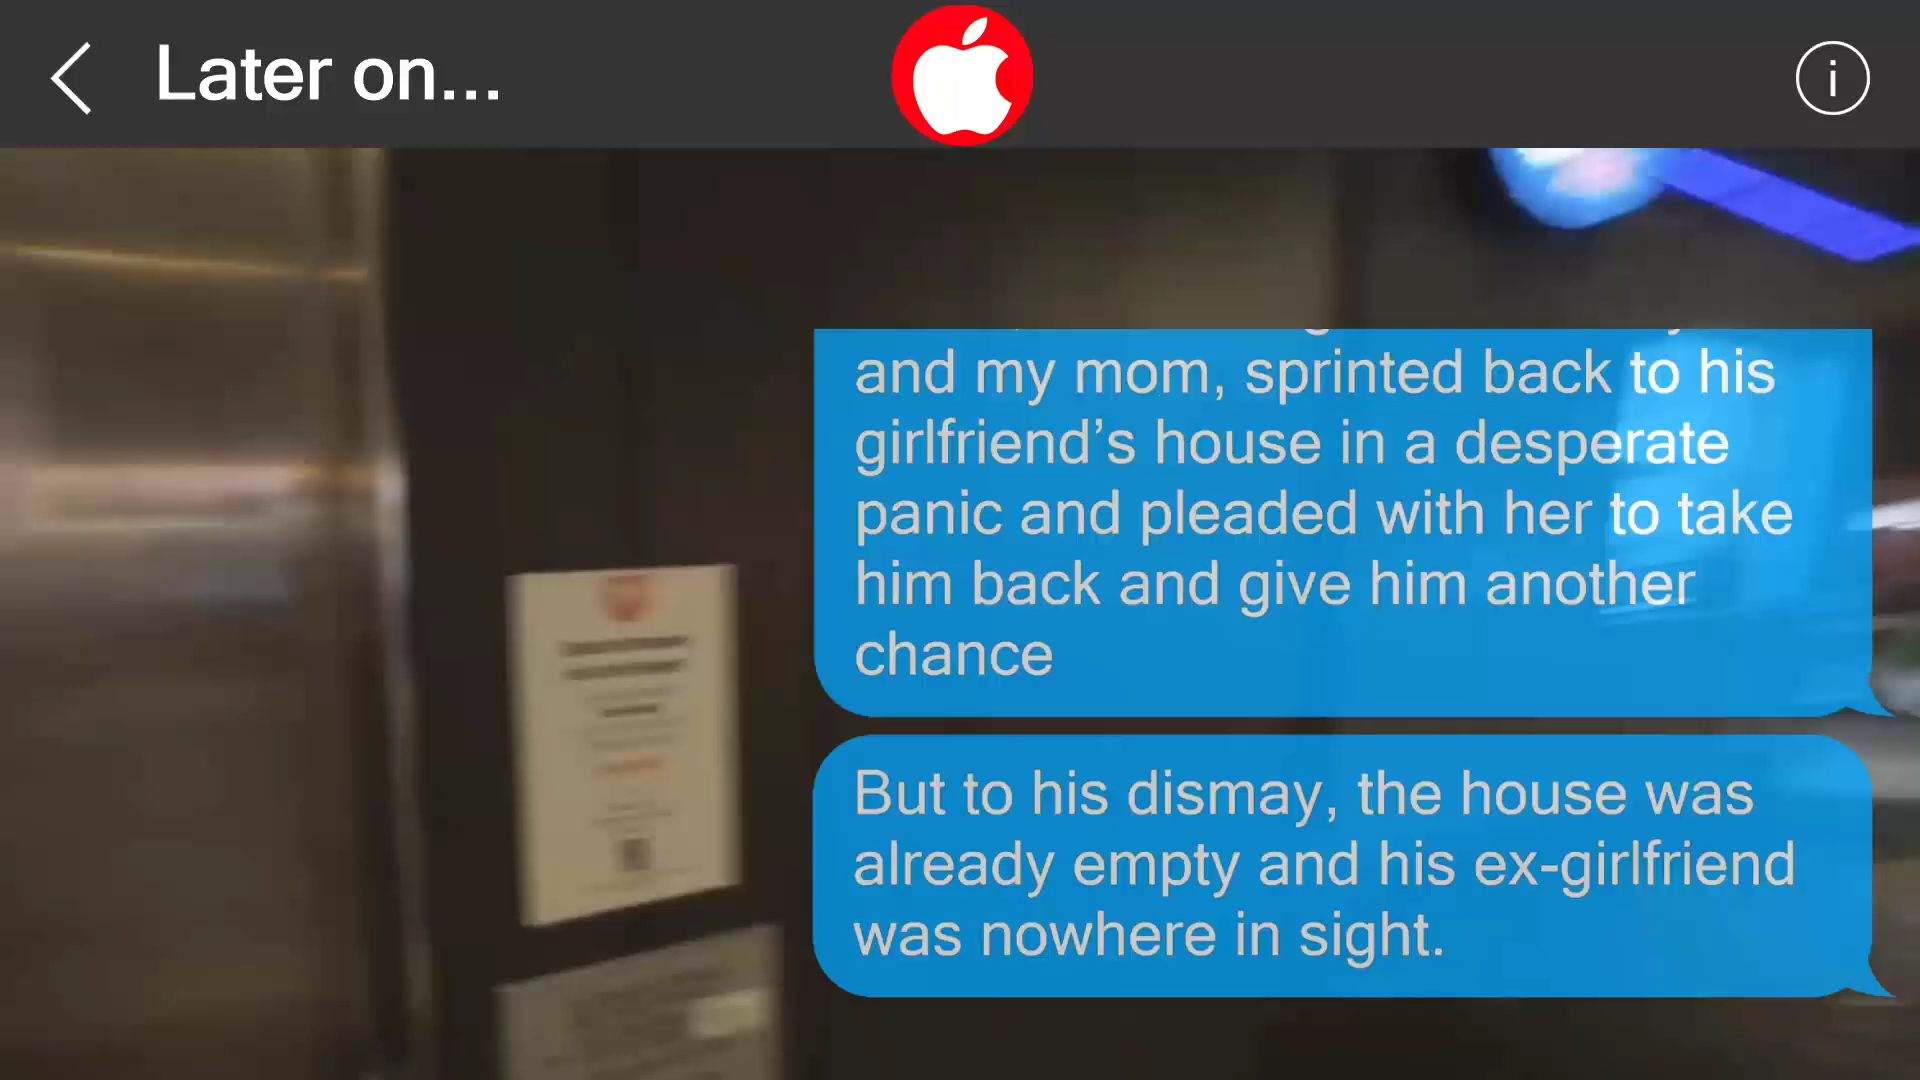 Later on...
and my mom, sprinted back to his
girlfriend’s house in a desperate
panic and pleaded with her to take
him back and give him another
chance
But to his dismay, the house was
already empty and his ex-girlfriend
was nowhere in sight.